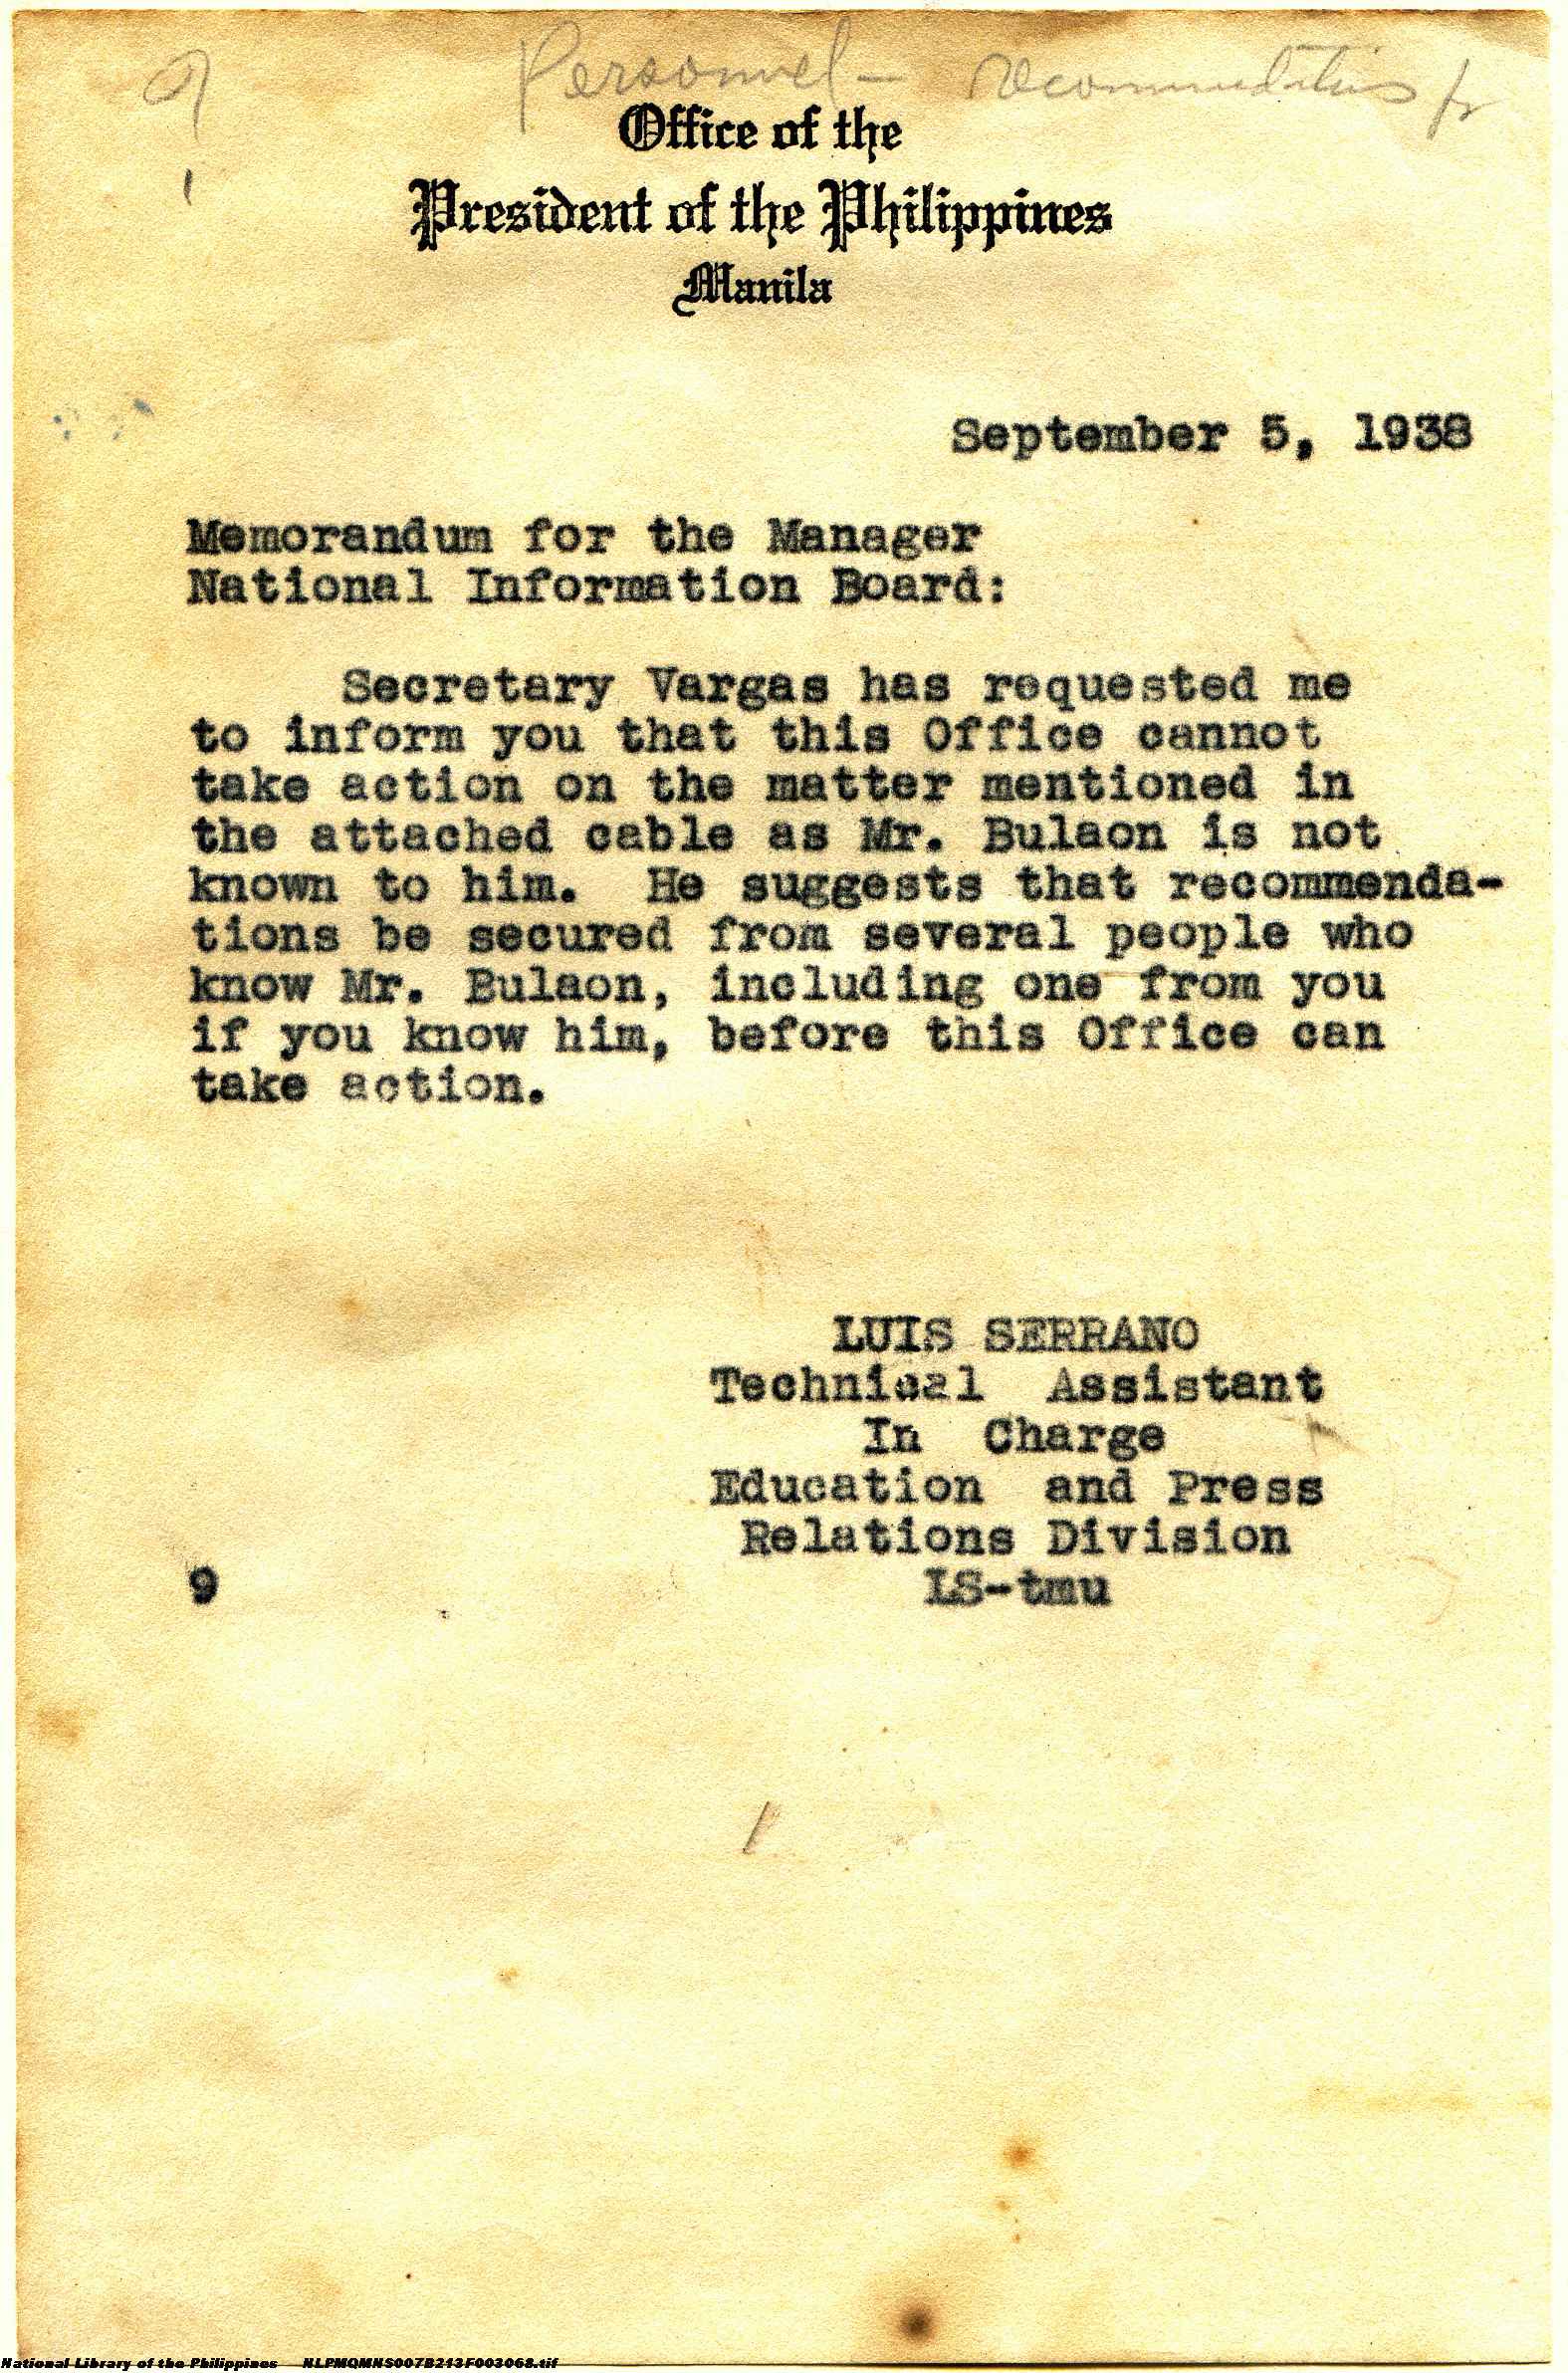 Personnel - recommendations for
Office of the
President of the Philippines
Manila
September 5, 1938
Memorandum for the Manager
National Information Board:
Secretary Vargas has requested me
to inform you that this Office cannot
take action on the matter mentioned in
the attached cable as Mr. Bulaon is not
known to him. He suggests that recommenda-
tions be secured from several people who
know Mr. Bulaon, including one from you
if you know him, before this Office can
take action.
LUIS SERRANO
Technical Assistant
In Charge
Education and Press
Relations Division
9 LS-tmu
National Library of the Philippines NLPMQMNS007B213F003068.tif